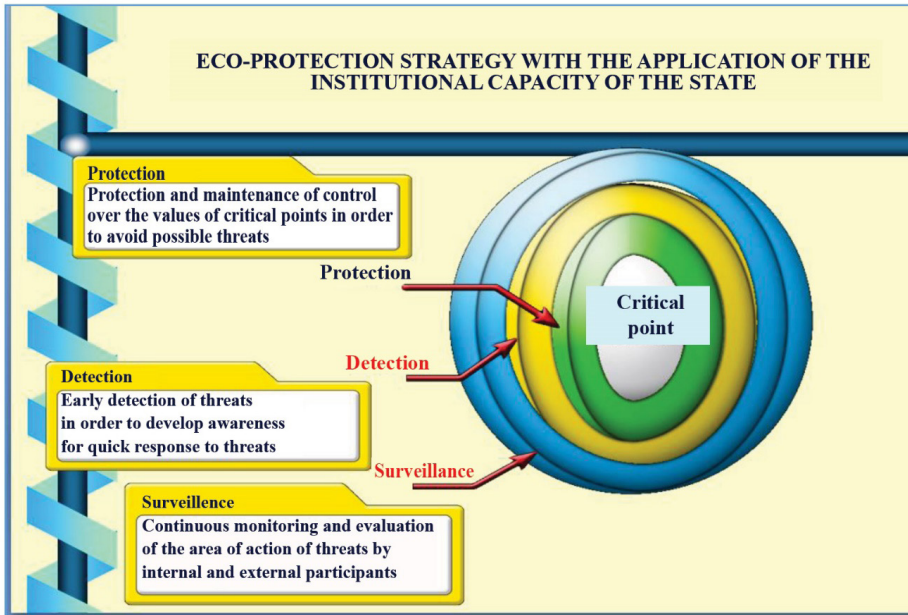 ECO-PROTECTION STRATEGY WITH THE APPLICATION OF THE
INSTITUTIONAL CAPACITY OF THE STATE
Protection
Protection and maintenance of control
over the values of critical points in order
to avoid possible threats
Protection
Critical
point
Detection
Detection
Early detection of threats
in order to develop awareness
for quick response to threats
Surveillance
Surveillence
Continuous monitoring and evaluation
of the area of action of threats by
internal and external participants